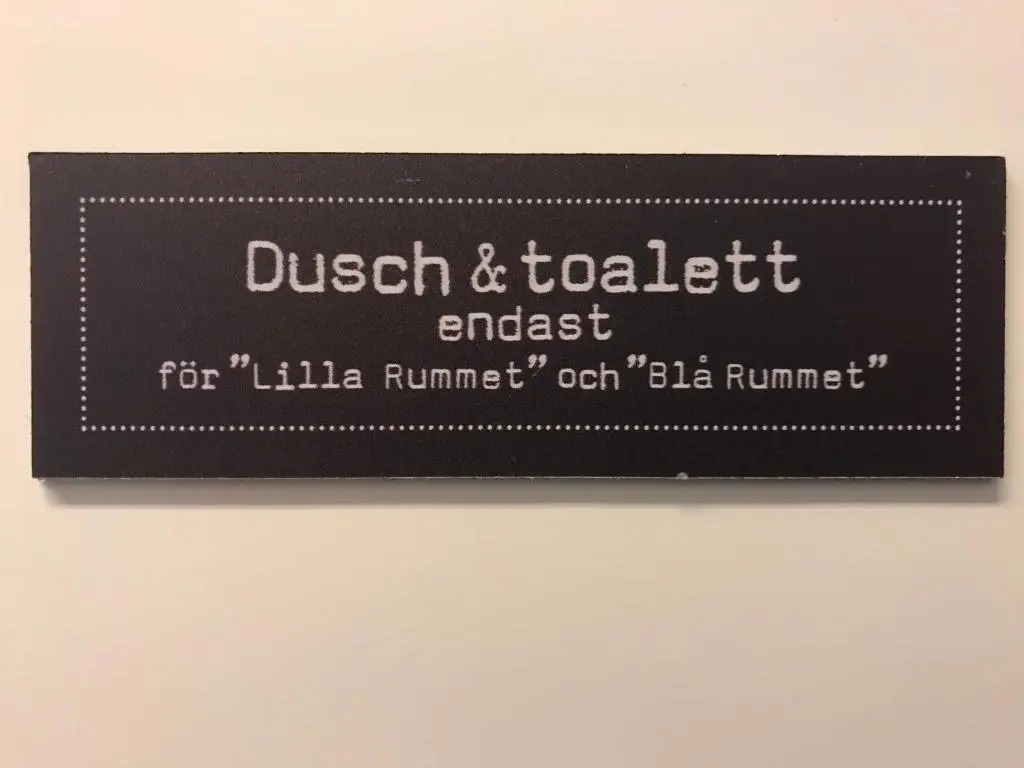 Dusch & toalett
endast
för ”Lilla Rummet” och ”Blå Rummet”